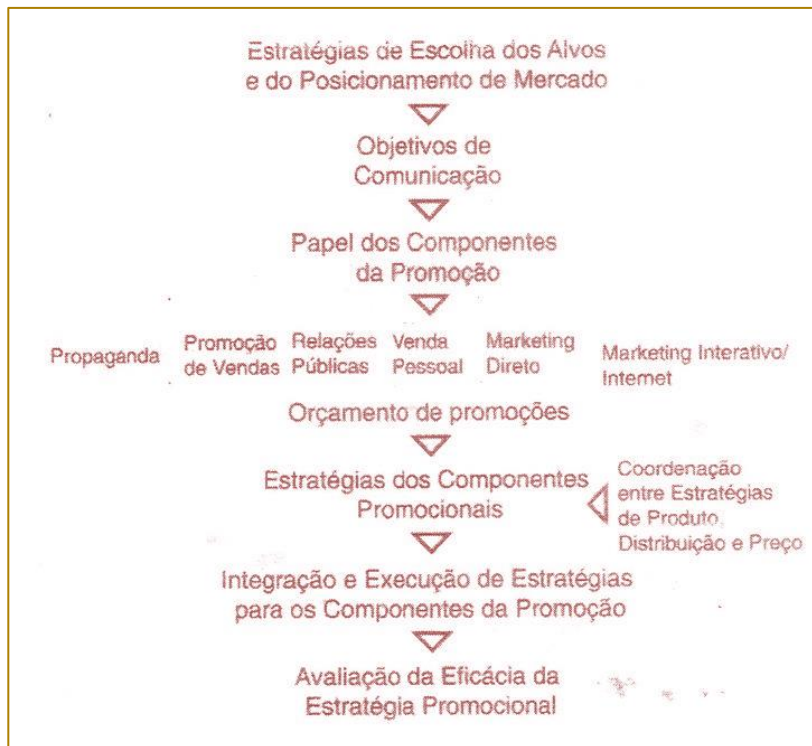 Estratégias de Escolha dos Alvos
e do Posicionamento de Mercado
Objetivos de
Comunicação
Papel dos Componentes
da Promoção
Propaganda
Promoção
de Vendas
Relações
Públicas
Venda
Pessoal
Marketing
Direto
Marketing Interativo/
Internet
Orçamento de promoções
Estratégias dos Componentes
Promocionais
Coordenação
entre Estratégias
de Produto,
Distribuição e Preço
Integração e Execução de Estratégias
para os Componentes da Promoção
Avaliação da Eficácia da
Estratégia Promocional